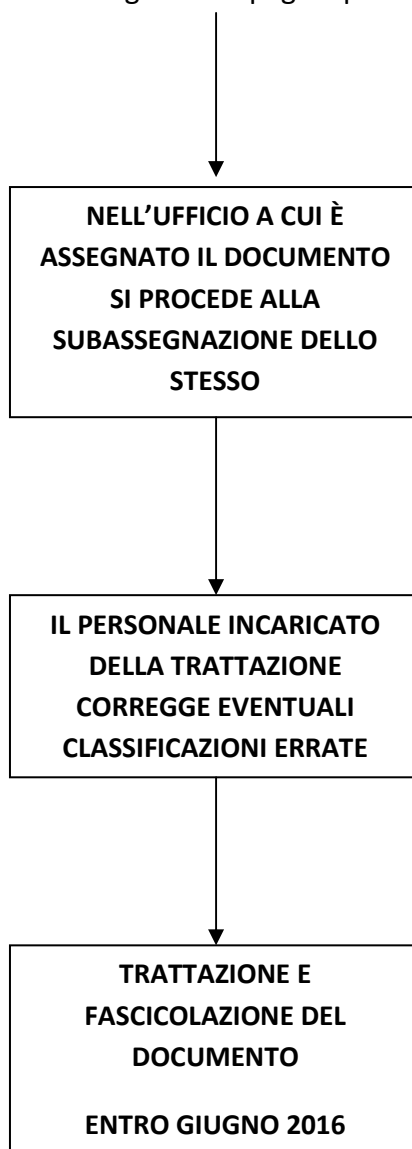 NELL'UFFICIO A CUI È
ASSEGNATO IL DOCUMENTO
SI PROCEDE ALLA
SUBASSEGNAZIONE DELLO
STESSO
IL PERSONALE INCARICATO
DELLA TRATTAZIONE
CORREGGE EVENTUALI
CLASSIFICAZIONI ERRATE
TRATTAZIONE E
FASCICOLAZIONE DEL
DOCUMENTO
ENTRO GIUGNO 2016